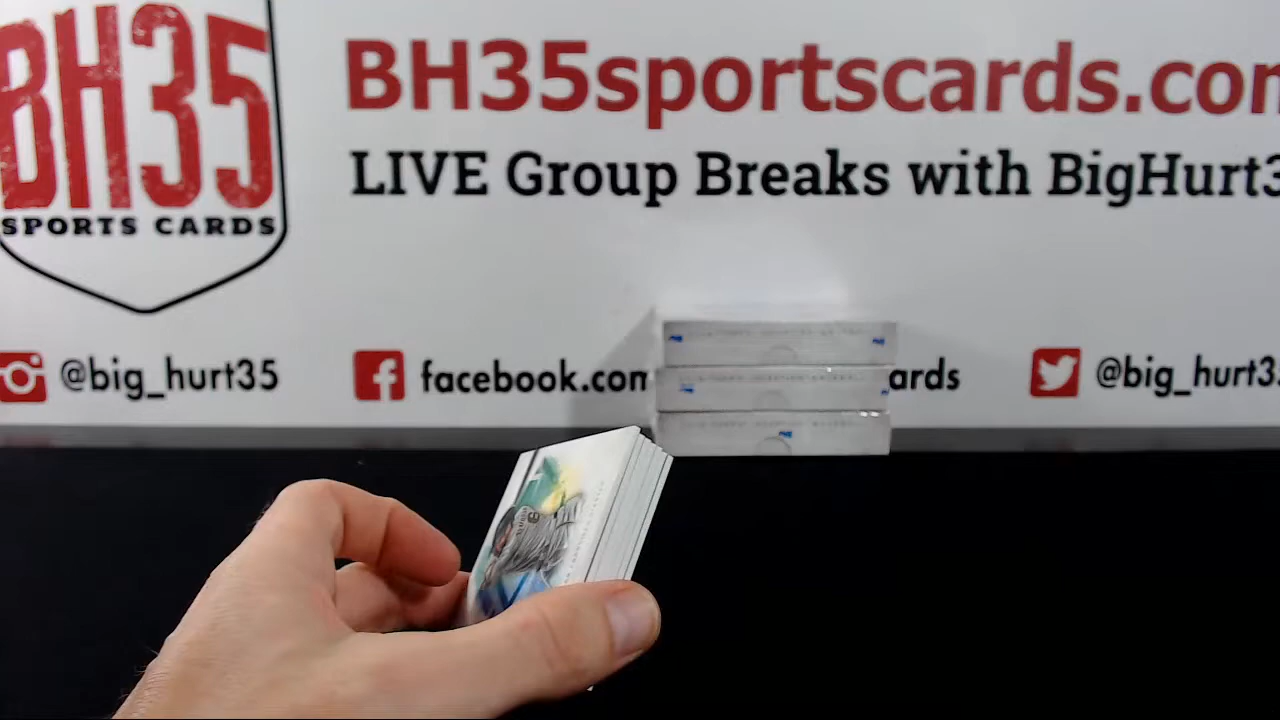 BH35
SPORTS CARDS
BH35sportscards.com
LIVE Group Breaks with BigHurt3
@big_hurt35
facebook.com
ards
@big_hurt3